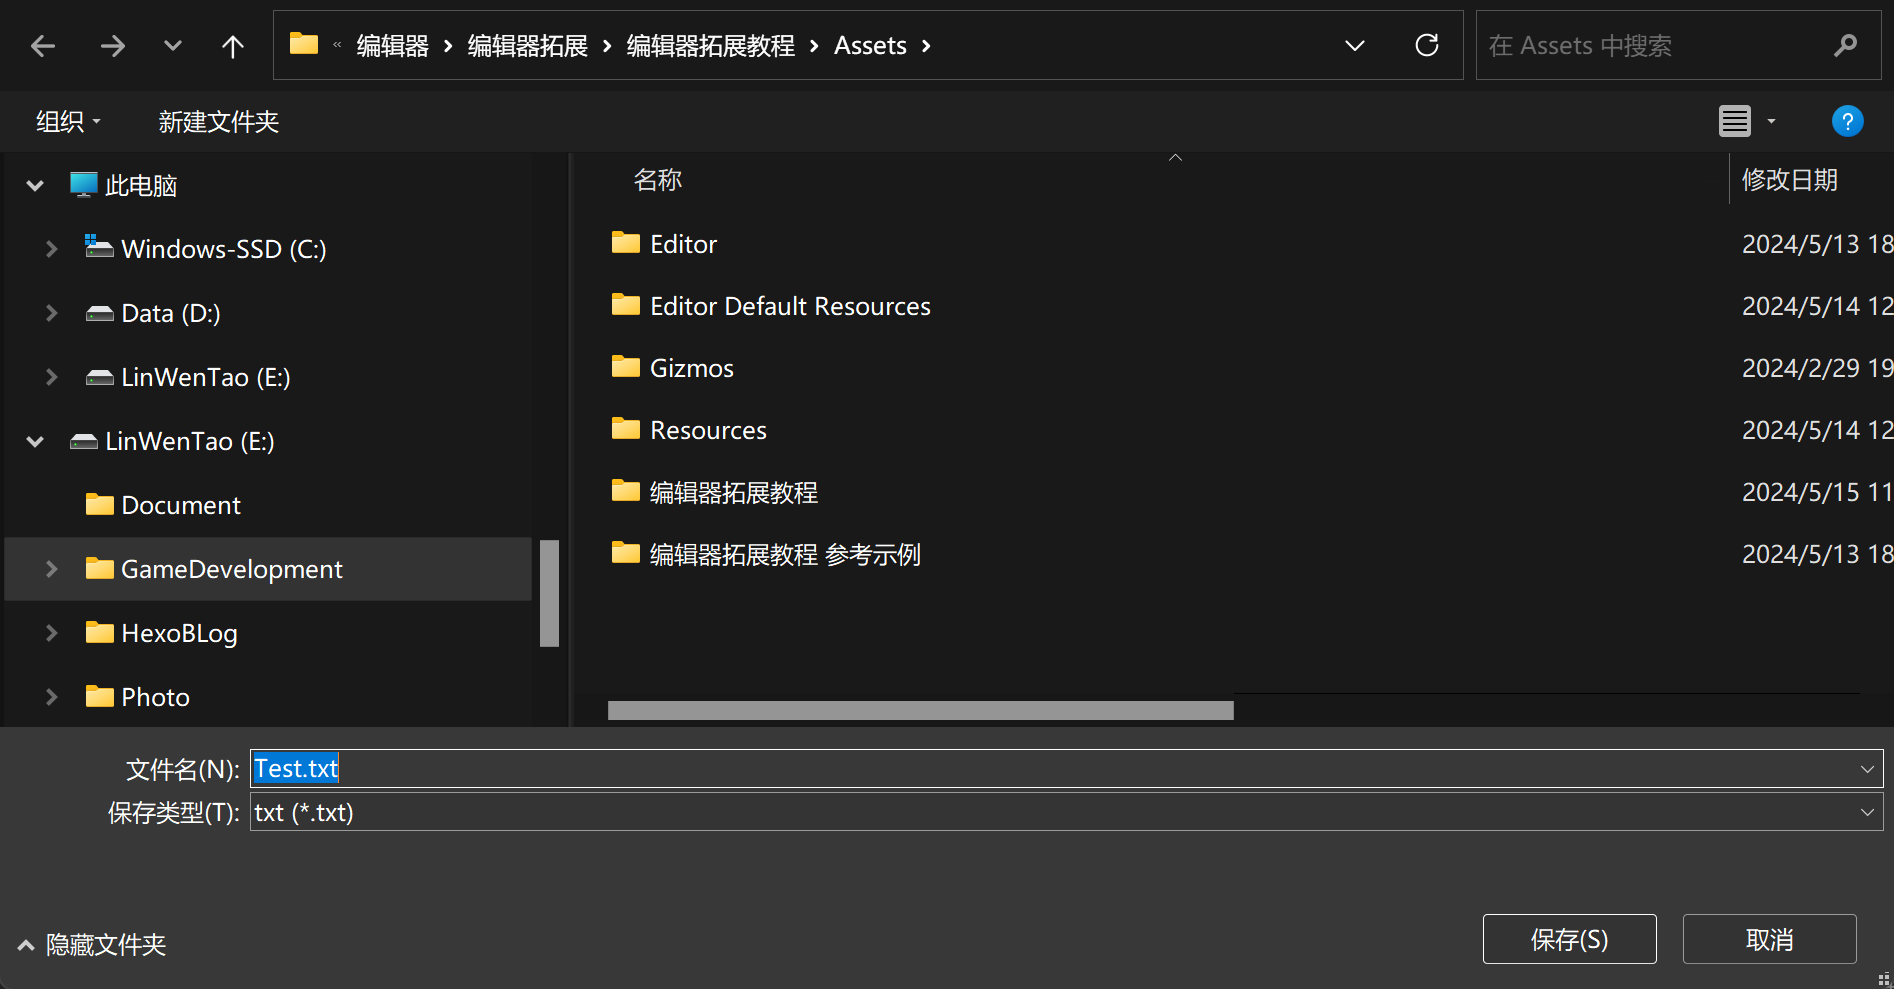 « 编辑器 › 编辑器拓展 › 编辑器拓展教程 › Assets ›
在 Assets 中搜索
组织
新建文件夹
?
此电脑
Windows-SSD (C:)
Data (D:)
LinWenTao (E:)
LinWenTao (E:)
Document
GameDevelopment
HexoBLog
Photo
名称 修改日期
Editor 2024/5/13 18
Editor Default Resources 2024/5/14 12
Gizmos 2024/2/29 19
Resources 2024/5/14 12
编辑器拓展教程 2024/5/15 11
编辑器拓展教程 参考示例 2024/5/13 18
文件名(N): Test.txt
保存类型(T): txt (*.txt)
隐藏文件夹
保存(S)
取消